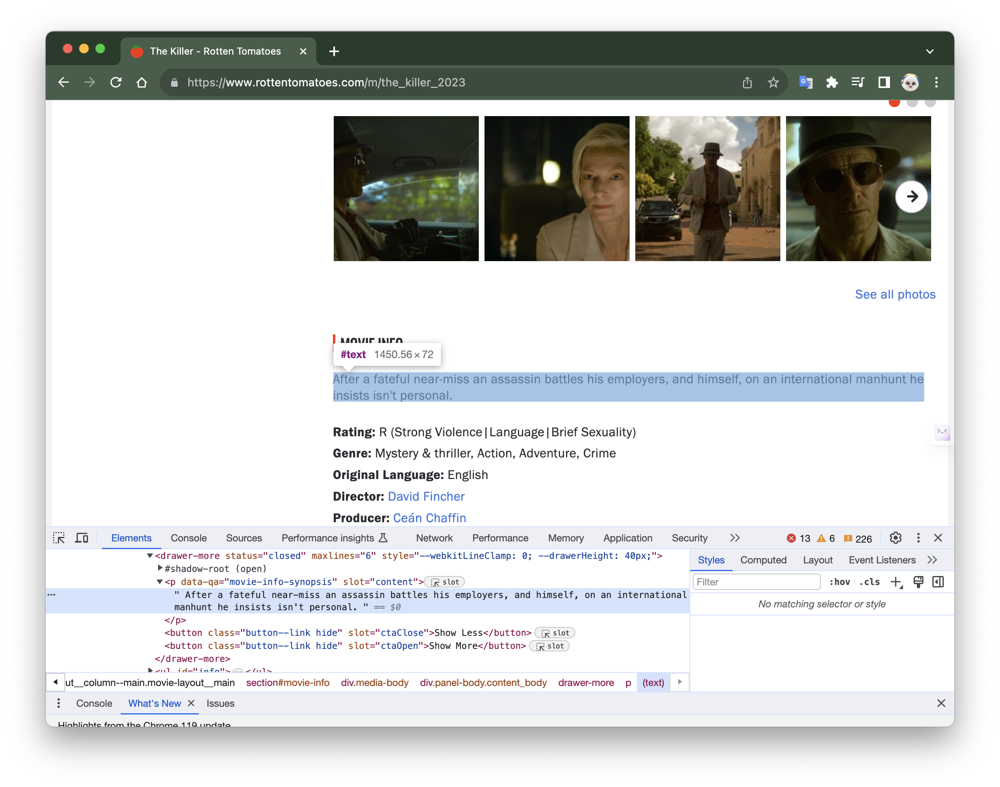 The Killer - Rotten Tomatoes
https://www.rottentomatoes.com/m/the_killer_2023
See all photos
MOVIE INFO
#text 1450.56×72
After a fateful near-miss an assassin battles his employers, and himself, on an international manhunt he
insists isn't personal.
Rating: R (Strong Violence|Language|Brief Sexuality)
Genre: Mystery & thriller, Action, Adventure, Crime
Original Language: English
Director: David Fincher
Producer: Ceán Chaffin
Elements Console Sources Performance insights Network Performance Memory Application Security 13 6 226
<drawer-more status="closed" maxlines="6" style="--webkitLineClamp: 0; --drawerHeight: 40px;">
#shadow-root (open)
<p data-qa="movie-info-synopsis" slot="content"> slot
" After a fateful near-miss an assassin battles his employers, and himself, on an international
manhunt he insists isn't personal. " == $0
</p>
<button class="button--link hide" slot="ctaClose">Show Less</button> slot
<button class="button--link hide" slot="ctaOpen">Show More</button> slot
</drawer-more>
<ul id="info"> … </ul>
ut__column--main.movie-layout__main section#movie-info div.media-body div.panel-body.content_body drawer-more p (text)
Styles Computed Layout Event Listeners
Filter :hov .cls
No matching selector or style
Console What's New Issues
Highlights from the Chrome 119 update